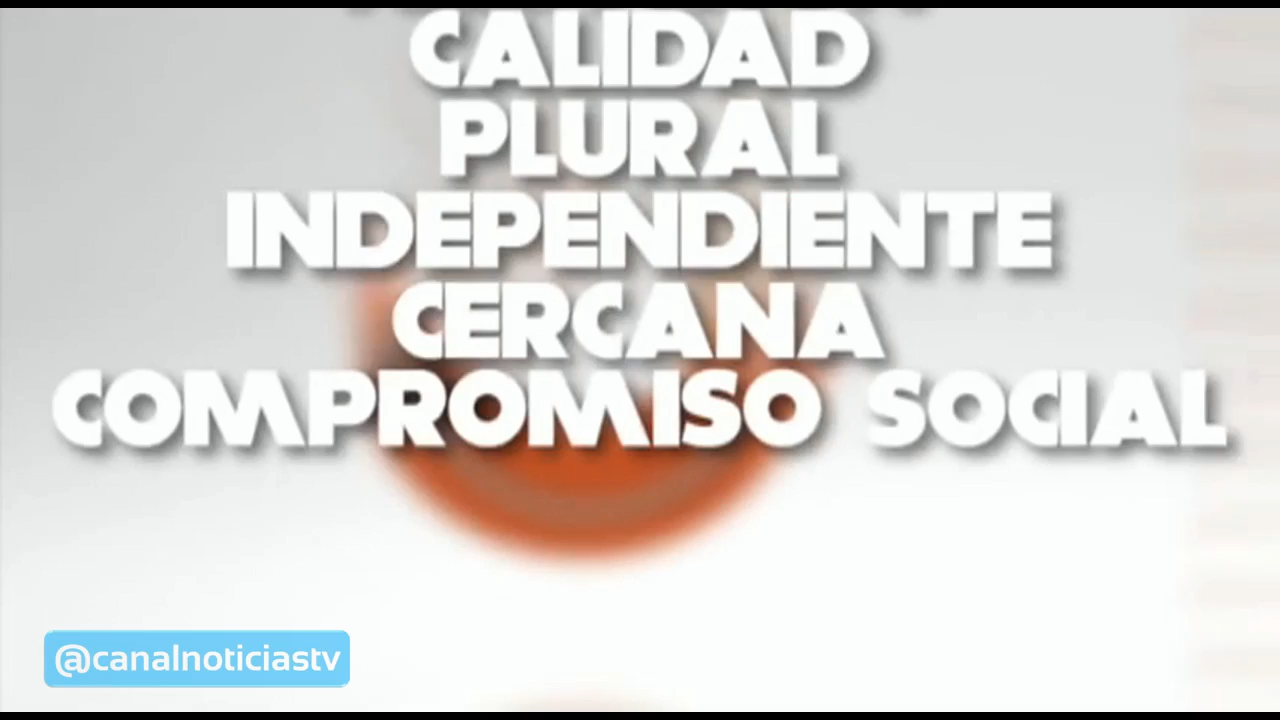 CALIDAD
PLURAL
INDEPENDIENTE
CERCANA
COMPROMISO SOCIAL
@canalnoticiastv